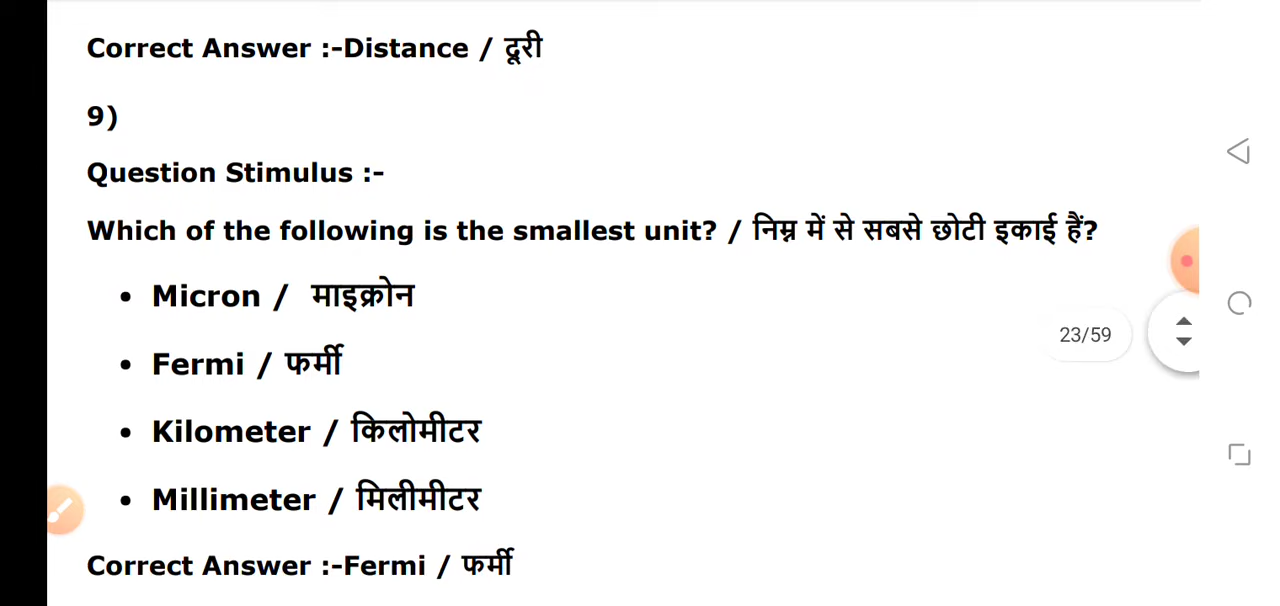 Correct Answer :-Distance / दूरी
9)
Question Stimulus :-
Which of the following is the smallest unit? / निम्न में से सबसे छोटी इकाई हैं?
• Micron / माइक्रोन
• Fermi / फर्मी
• Kilometer / किलोमीटर
23/59
• Millimeter / मिलीमीटर
Correct Answer :-Fermi / फर्मी